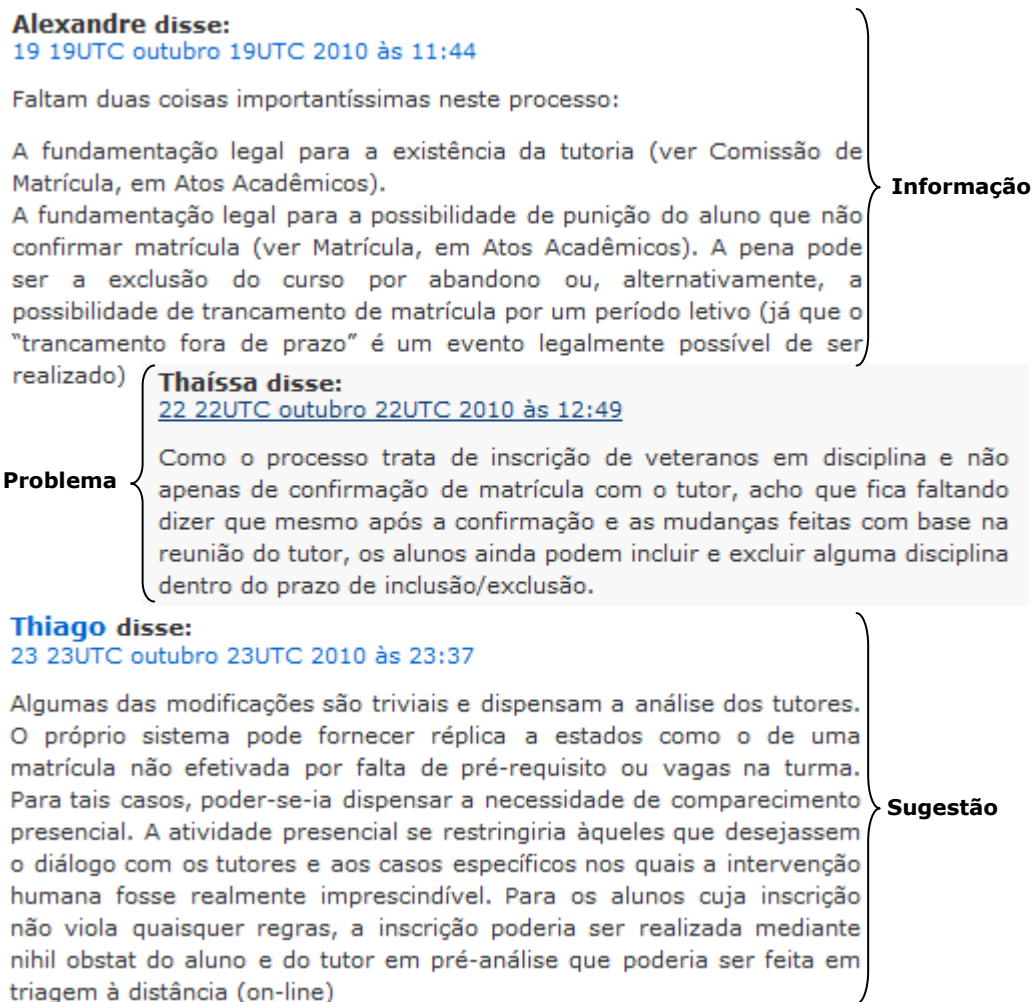 Alexandre disse:
19 19UTC outubro 19UTC 2010 às 11:44
Faltam duas coisas importantíssimas neste processo:
A fundamentação legal para a existência da tutoria (ver Comissão de
Matrícula, em Atos Acadêmicos).
A fundamentação legal para a possibilidade de punição do aluno que não
confirmar matrícula (ver Matrícula, em Atos Acadêmicos). A pena pode
ser a exclusão do curso por abandono ou, alternativamente, a
possibilidade de trancamento de matrícula por um período letivo (já que o
“trancamento fora de prazo” é um evento legalmente possível de ser
realizado)
Informação
Thaíssa disse:
22 22UTC outubro 22UTC 2010 às 12:49
Como o processo trata de inscrição de veteranos em disciplina e não
apenas de confirmação de matrícula com o tutor, acho que fica faltando
dizer que mesmo após a confirmação e as mudanças feitas com base na
reunião do tutor, os alunos ainda podem incluir e excluir alguma disciplina
dentro do prazo de inclusão/exclusão.
Problema
Thiago disse:
23 23UTC outubro 23UTC 2010 às 23:37
Algumas das modificações são triviais e dispensam a análise dos tutores.
O próprio sistema pode fornecer réplica a estados como o de uma
matrícula não efetivada por falta de pré-requisito ou vagas na turma.
Para tais casos, poder-se-ia dispensar a necessidade de comparecimento
presencial. A atividade presencial se restringiria àqueles que desejassem
o diálogo com os tutores e aos casos específicos nos quais a intervenção
humana fosse realmente imprescindível. Para os alunos cuja inscrição
não viola quaisquer regras, a inscrição poderia ser realizada mediante
nihil obstat do aluno e do tutor em pré-análise que poderia ser feita em
triagem à distância (on-line)
Sugestão